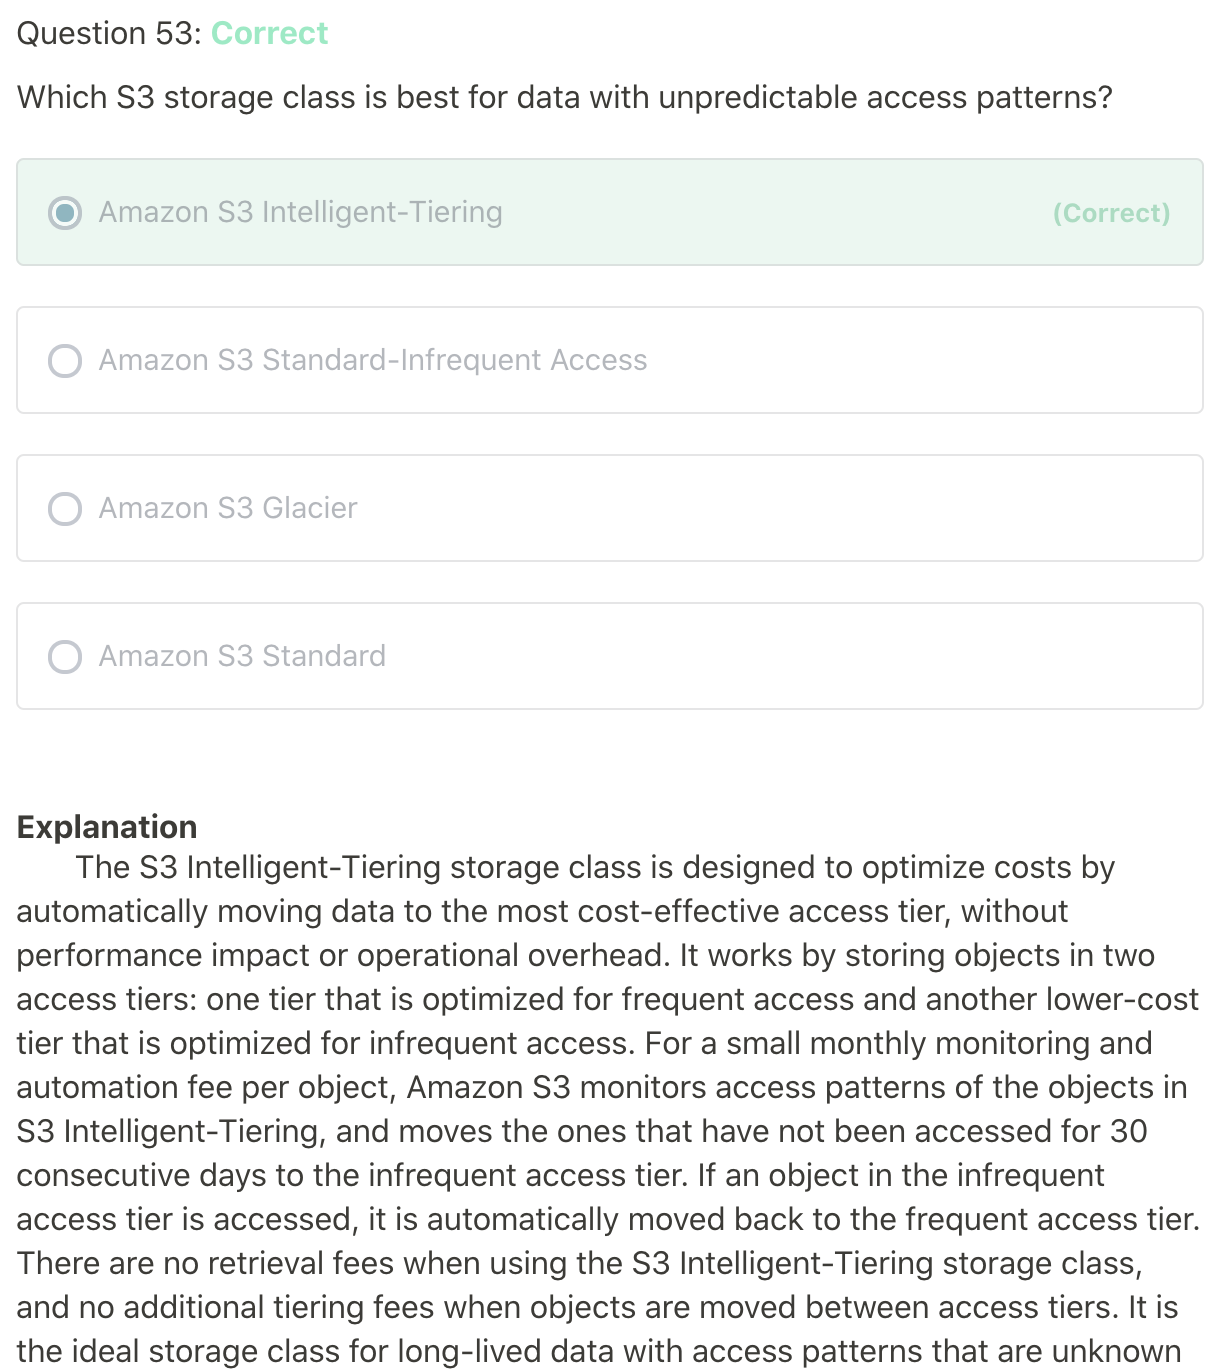 Question 53: Correct
Which S3 storage class is best for data with unpredictable access patterns?
Amazon S3 Intelligent-Tiering (Correct)
Amazon S3 Standard-Infrequent Access
Amazon S3 Glacier
Amazon S3 Standard
Explanation
The S3 Intelligent-Tiering storage class is designed to optimize costs by
automatically moving data to the most cost-effective access tier, without
performance impact or operational overhead. It works by storing objects in two
access tiers: one tier that is optimized for frequent access and another lower-cost
tier that is optimized for infrequent access. For a small monthly monitoring and
automation fee per object, Amazon S3 monitors access patterns of the objects in
S3 Intelligent-Tiering, and moves the ones that have not been accessed for 30
consecutive days to the infrequent access tier. If an object in the infrequent
access tier is accessed, it is automatically moved back to the frequent access tier.
There are no retrieval fees when using the S3 Intelligent-Tiering storage class,
and no additional tiering fees when objects are moved between access tiers. It is
the ideal storage class for long-lived data with access patterns that are unknown